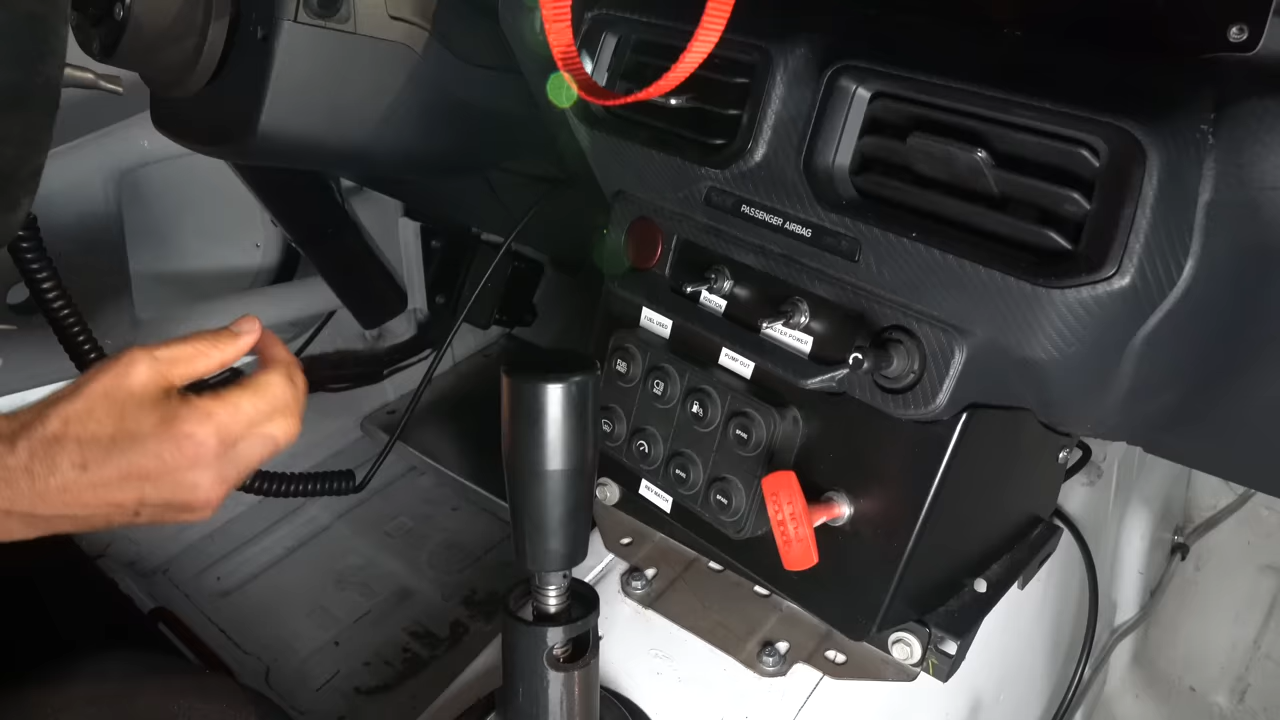 PASSENGER AIRBAG
IGNITION
MASTER POWER
FUEL USED
PUMP OUT
SPARE
SPARE
SPARE
REV MATCH